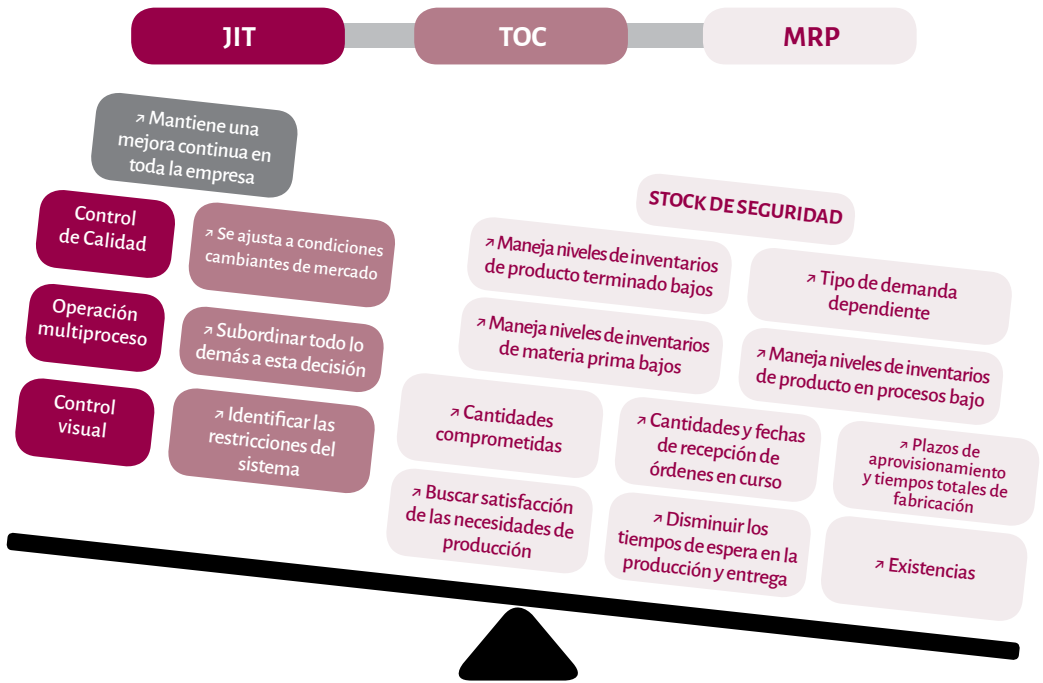 JIT
TOC
MRP
↗ Mantiene una
mejora continua en
toda la empresa
Control
de Calidad
↗ Se ajusta a condiciones
cambiantes de mercado
Operación
multiproceso
↗ Subordinar todo lo
demás a esta decisión
Control
visual
↗ Identificar las
restricciones del
sistema
STOCK DE SEGURIDAD
↗ Maneja niveles de inventarios
de producto terminado bajos
↗ Tipo de demanda
dependiente
↗ Maneja niveles de inventarios
de materia prima bajos
↗ Maneja niveles de inventarios
de producto en procesos bajo
↗ Cantidades
comprometidas
↗ Cantidades y fechas
de recepción de
órdenes en curso
↗ Plazos de
aprovisionamiento
y tiempos totales de
fabricación
↗ Buscar satisfacción
de las necesidades de
producción
↗ Disminuir los
tiempos de espera en la
producción y entrega
↗ Existencias